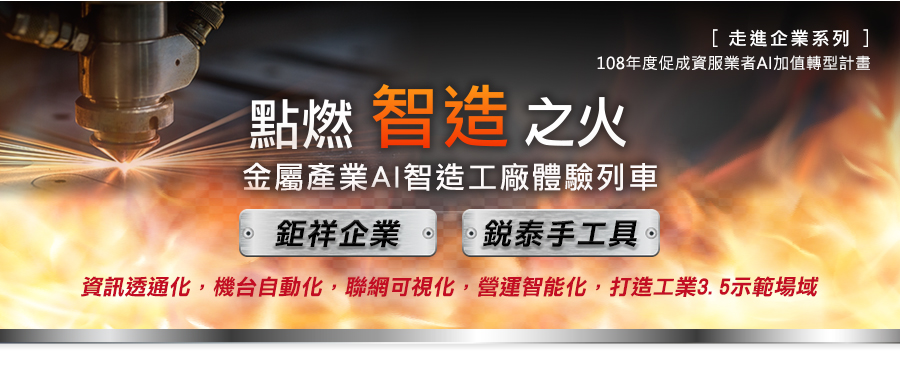 [ 走進企業系列 ]
108年度促成資服業者AI加值轉型計畫
點燃 智造 之火
金屬產業AI智造工廠體驗列車
鉅祥企業 銳泰手工具
資訊透通化，機台自動化，聯網可視化，營運智能化，打造工業3.5示範場域